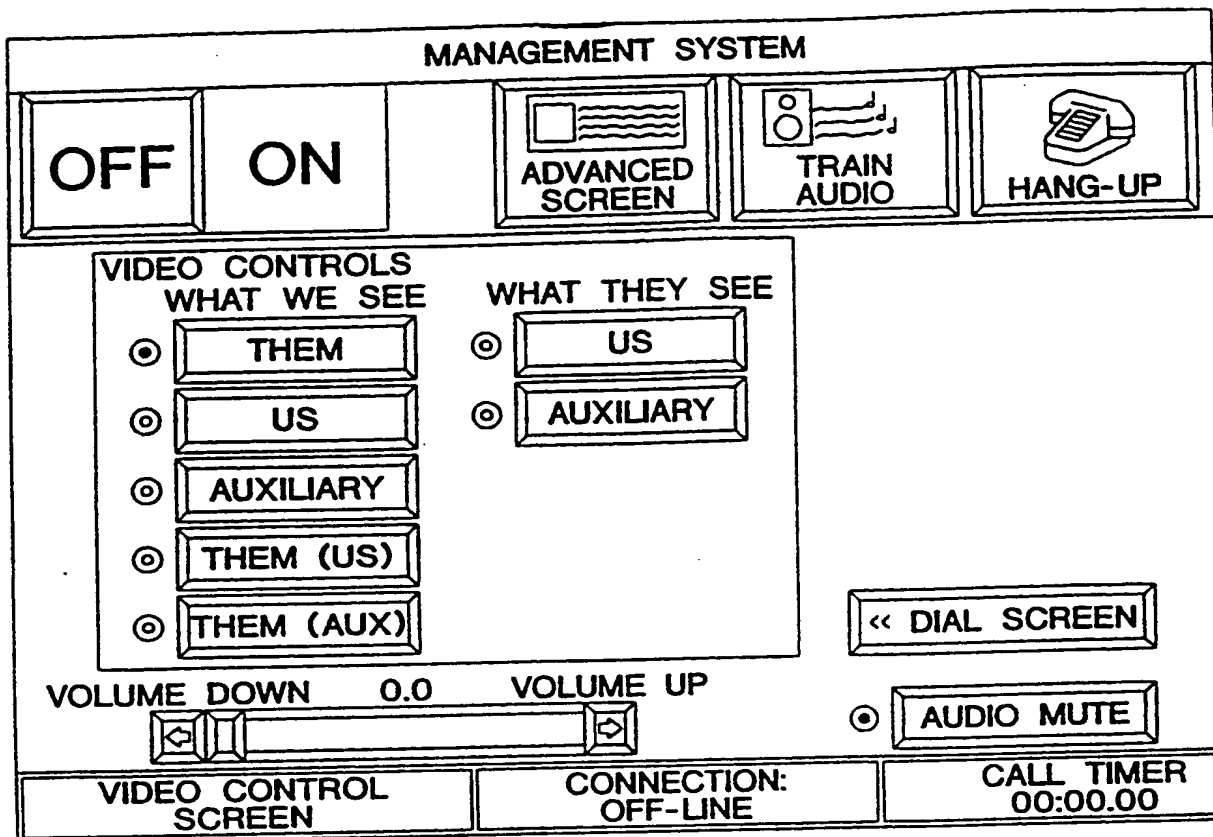 MANAGEMENT SYSTEM
OFF
ON
ADVANCED
SCREEN
TRAIN
AUDIO
HANG-UP
VIDEO CONTROLS
WHAT WE SEE
WHAT THEY SEE
THEM
US
US
AUXILIARY
AUXILIARY
THEM (US)
THEM (AUX)
<< DIAL SCREEN
VOLUME DOWN 0.0 VOLUME UP
AUDIO MUTE
VIDEO CONTROL
SCREEN
CONNECTION:
OFF-LINE
CALL TIMER
00:00.00